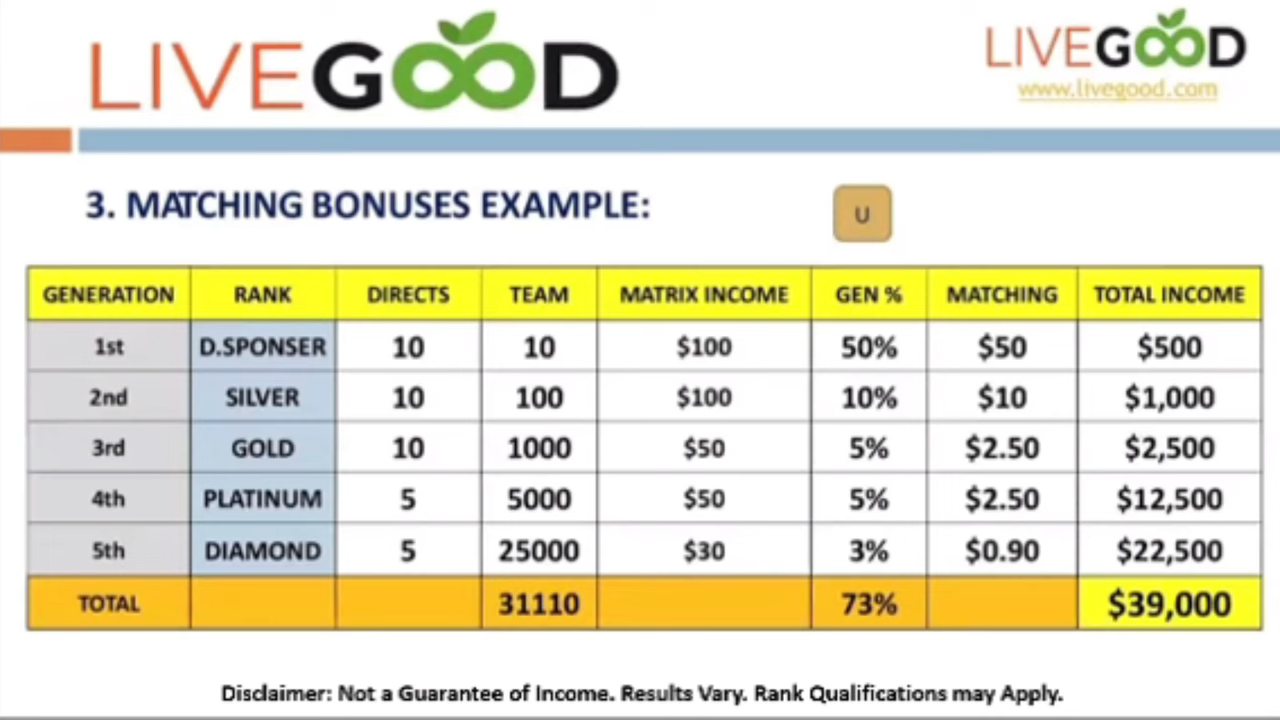 LIVEGOOD
LIVEGOOD
www.livegood.com
3. MATCHING BONUSES EXAMPLE:
U
GENERATION RANK DIRECTS TEAM MATRIX INCOME GEN % MATCHING TOTAL INCOME
1st D.SPONSER 10 10 $100 50% $50 $500
2nd SILVER 10 100 $100 10% $10 $1,000
3rd GOLD 10 1000 $50 5% $2.50 $2,500
4th PLATINUM 5 5000 $50 5% $2.50 $12,500
5th DIAMOND 5 25000 $30 3% $0.90 $22,500
TOTAL 31110 73% $39,000
Disclaimer: Not a Guarantee of Income. Results Vary. Rank Qualifications may Apply.